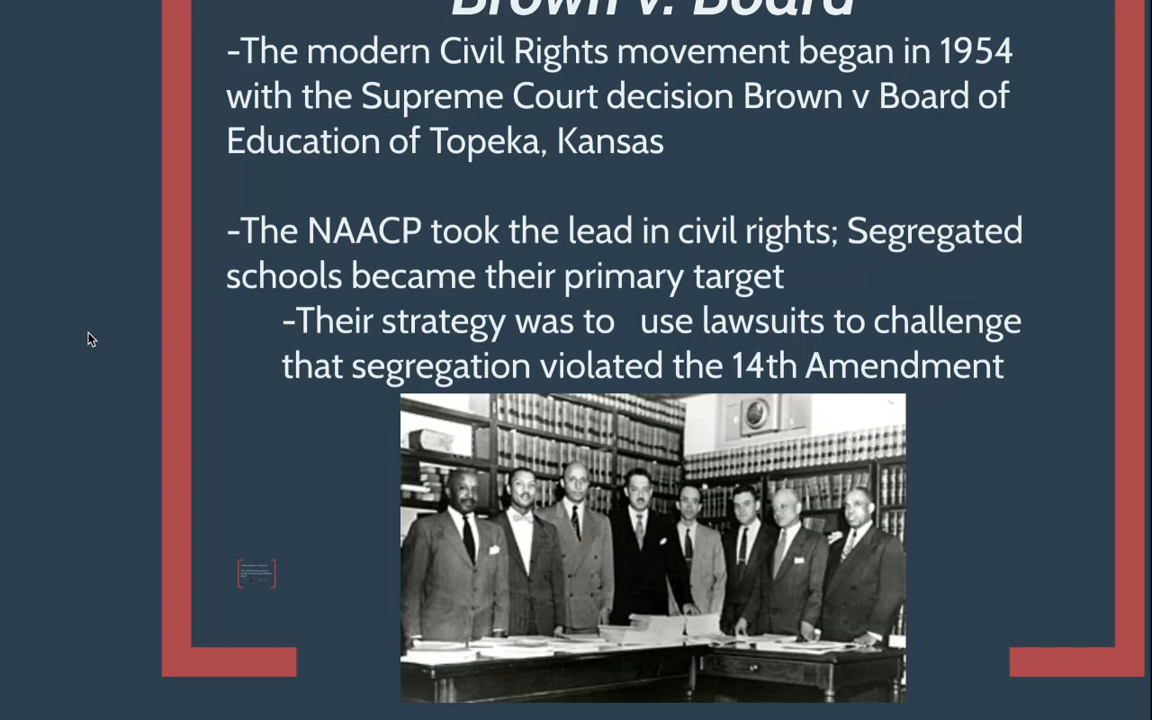 Brown v. Board
-The modern Civil Rights movement began in 1954
with the Supreme Court decision Brown v Board of
Education of Topeka, Kansas
-The NAACP took the lead in civil rights; Segregated
schools became their primary target
-Their strategy was to use lawsuits to challenge
that segregation violated the 14th Amendment